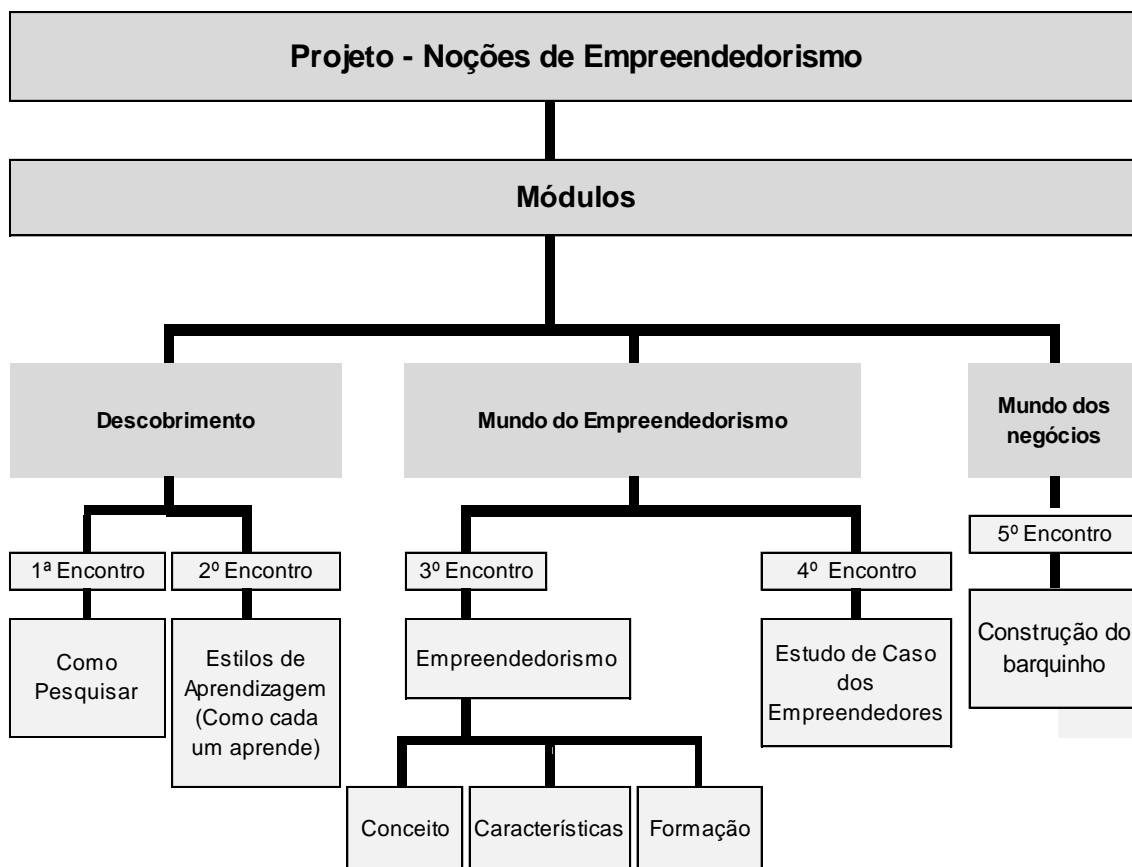 Projeto - Noções de Empreendedorismo
Módulos
Descobrimento
Mundo do Empreendedorismo
Mundo dos
negócios
1ª Encontro
2º Encontro
3º Encontro
4º Encontro
5º Encontro
Como
Pesquisar
Estilos de
Aprendizagem
(Como cada
um aprende)
Empreendedorismo
Estudo de Caso
dos
Empreendedores
Construção do
barquinho
Conceito
Características
Formação